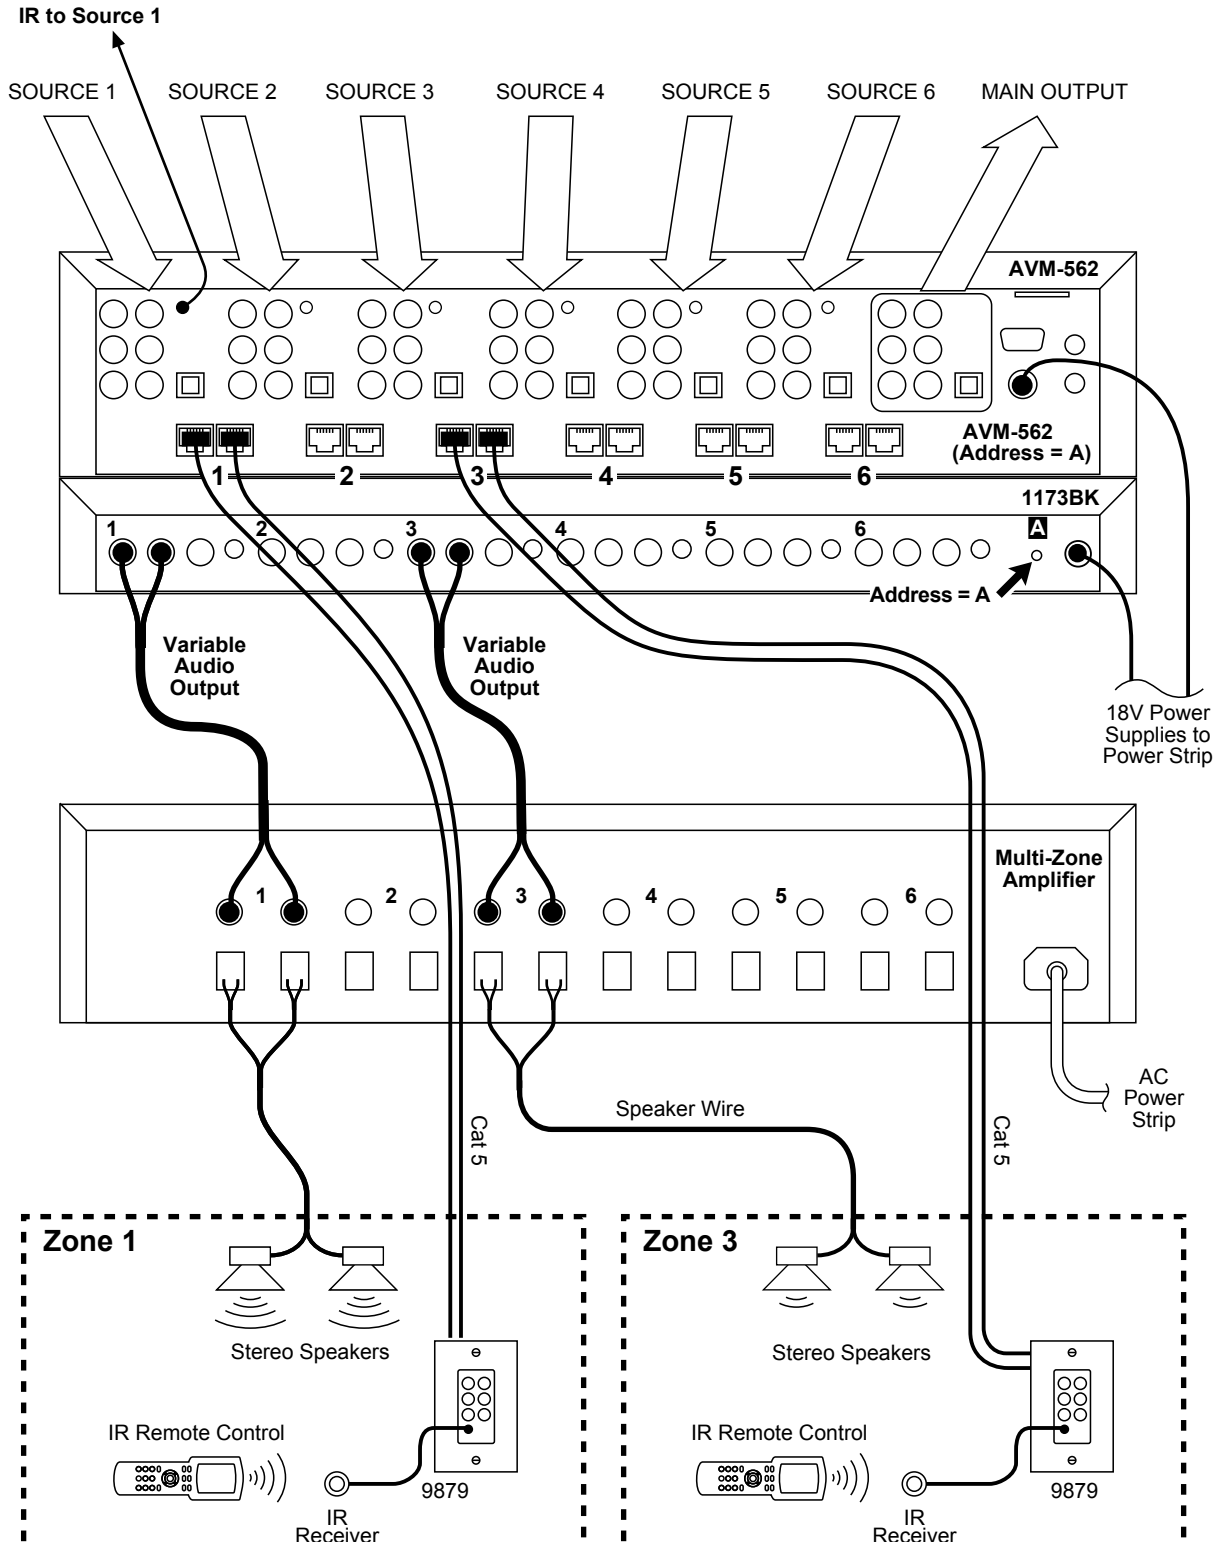 IR to Source 1
SOURCE 1 SOURCE 2 SOURCE 3 SOURCE 4 SOURCE 5 SOURCE 6 MAIN OUTPUT
AVM-562
AVM-562
(Address = A)
1 2 3 4 5 6
1173BK
1 2 3 4 5 6 A
Address = A
Variable
Audio
Output
Variable
Audio
Output
18V Power
Supplies to
Power Strip
Multi-Zone
Amplifier
1 2 3 4 5 6
AC
Power
Strip
Speaker Wire
Cat 5
Cat 5
Zone 1
Stereo Speakers
IR Remote Control
9879
IR
Receiver
Zone 3
Stereo Speakers
IR Remote Control
9879
IR
Receiver